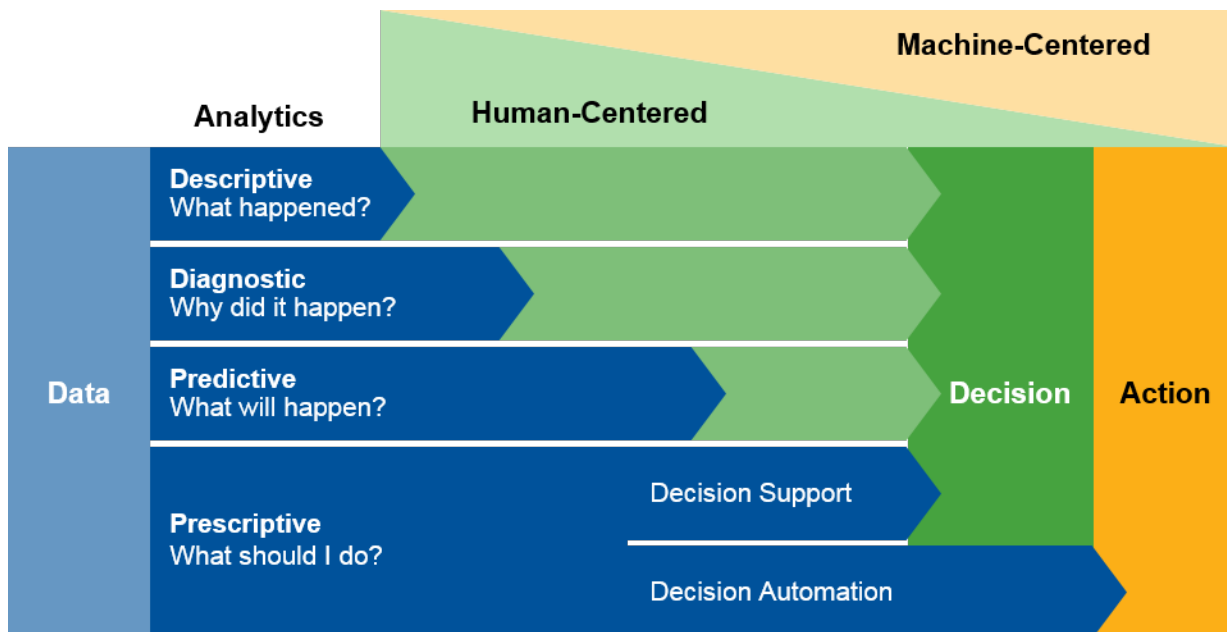 Machine-Centered
Human-Centered
Analytics
Descriptive
What happened?
Diagnostic
Why did it happen?
Predictive
What will happen?
Data
Decision
Action
Decision Support
Prescriptive
What should I do?
Decision Automation